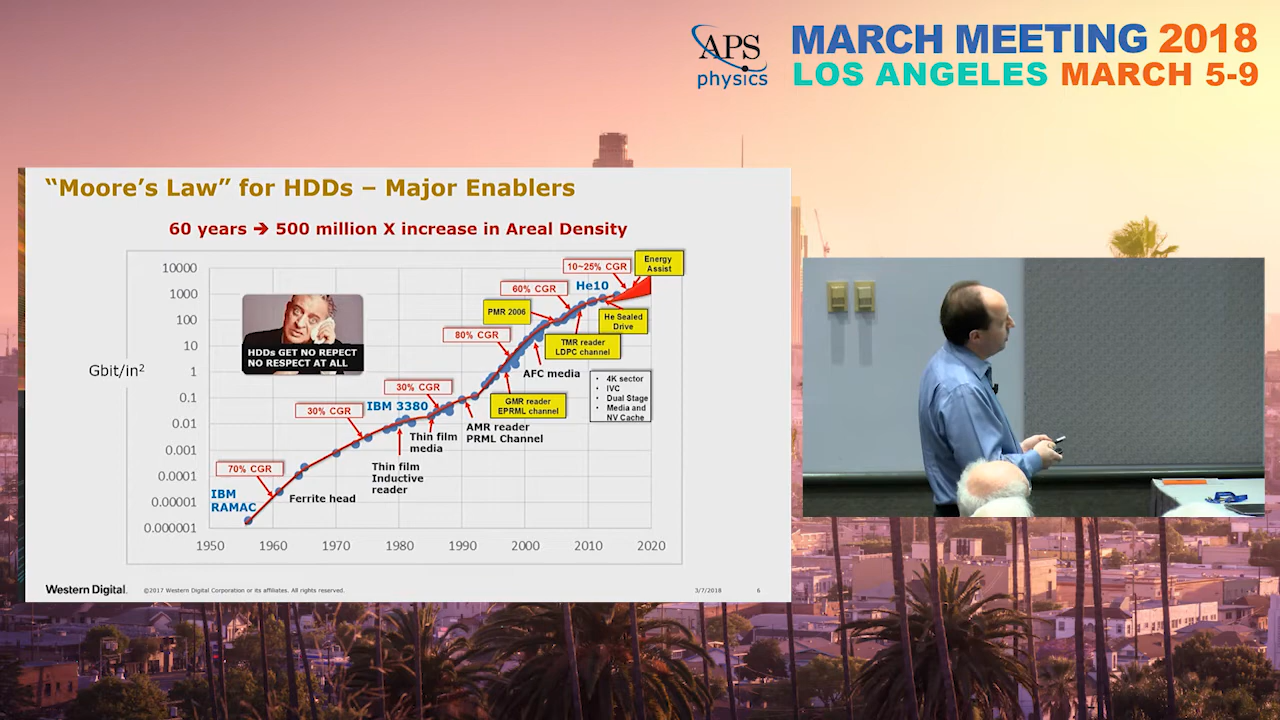 APS
physics
MARCH MEETING 2018
LOS ANGELES MARCH 5-9
“Moore’s Law” for HDDs – Major Enablers
60 years ➔ 500 million X increase in Areal Density
Gbit/in²
10000
1000
100
10
1
0.1
0.01
0.001
0.0001
0.00001
0.000001
1950
1960
1970
1980
1990
2000
2010
2020
HDDs GET NO REPECT
NO RESPECT AT ALL
IBM
RAMAC
70% CGR
Ferrite head
30% CGR
Thin film
Inductive
reader
IBM 3380
30% CGR
Thin film
media
AMR reader
PRML Channel
80% CGR
GMR reader
EPRML channel
PMR 2006
AFC media
60% CGR
TMR reader
LDPC channel
He10
10~25% CGR
He Sealed
Drive
Energy
Assist
• 4K sector
• IVC
• Dual Stage
• Media and
NV Cache
Western Digital.
©2017 Western Digital Corporation or its affiliates. All rights reserved.
3/7/2018
6